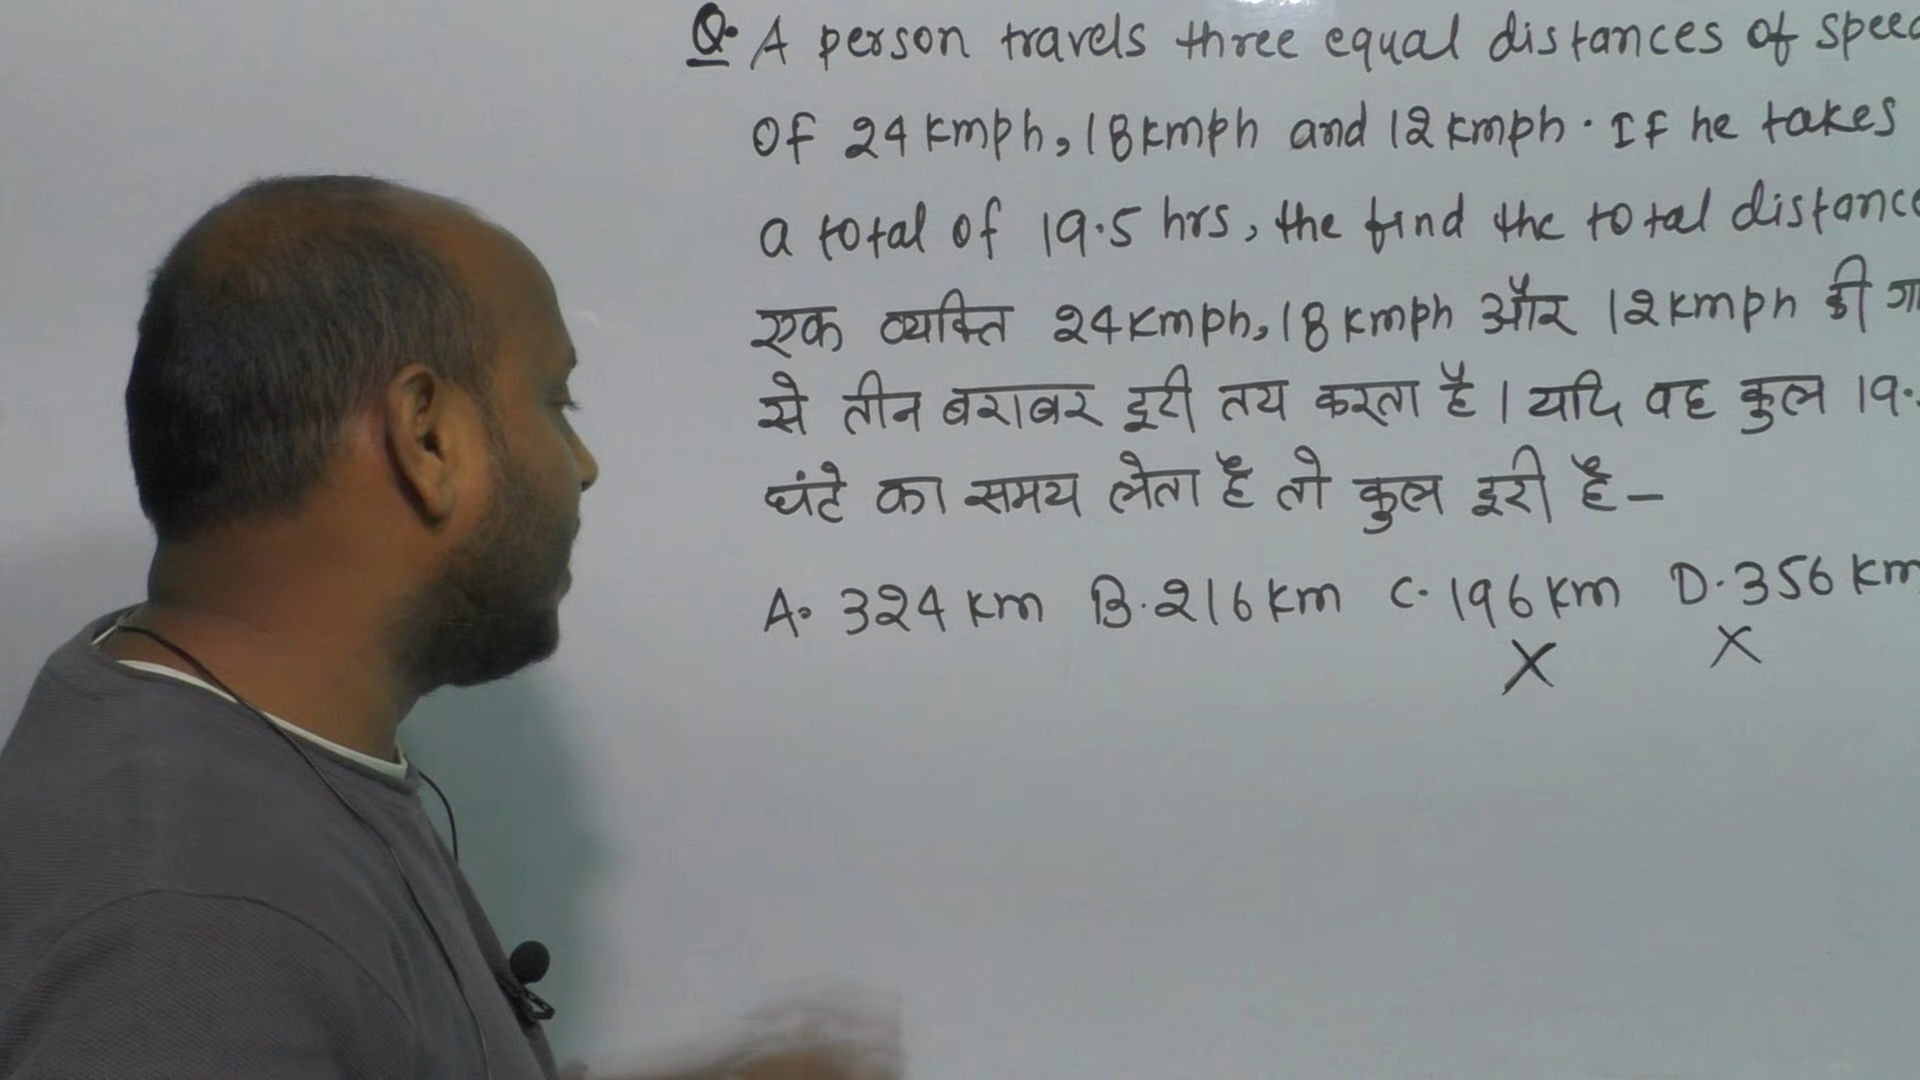 Q. A person travels three equal distances of speed
of 24 kmph, 18 kmph and 12 kmph. If he takes
a total of 19.5 hrs, the find the total distance
एक व्यक्ति 24 kmph, 18 kmph और 12 kmph की
से तीन बराबर दूरी तय करता है। यदि वह कुल 19.
घंटे का समय लेता है तो कुल दूरी है-
A. 324 km B. 216 km C. 196 km D. 356 km
X X